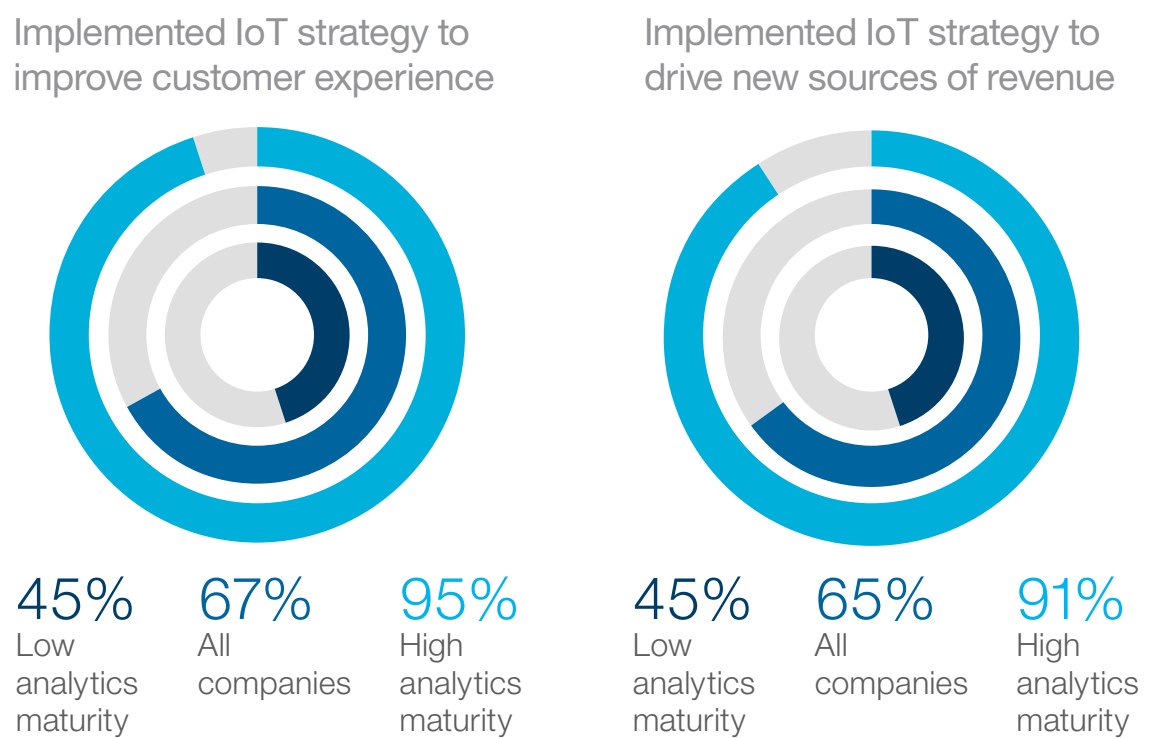 Implemented IoT strategy to
improve customer experience
45%
Low
analytics
maturity
67%
All
companies
95%
High
analytics
maturity
Implemented IoT strategy to
drive new sources of revenue
45%
Low
analytics
maturity
65%
All
companies
91%
High
analytics
maturity